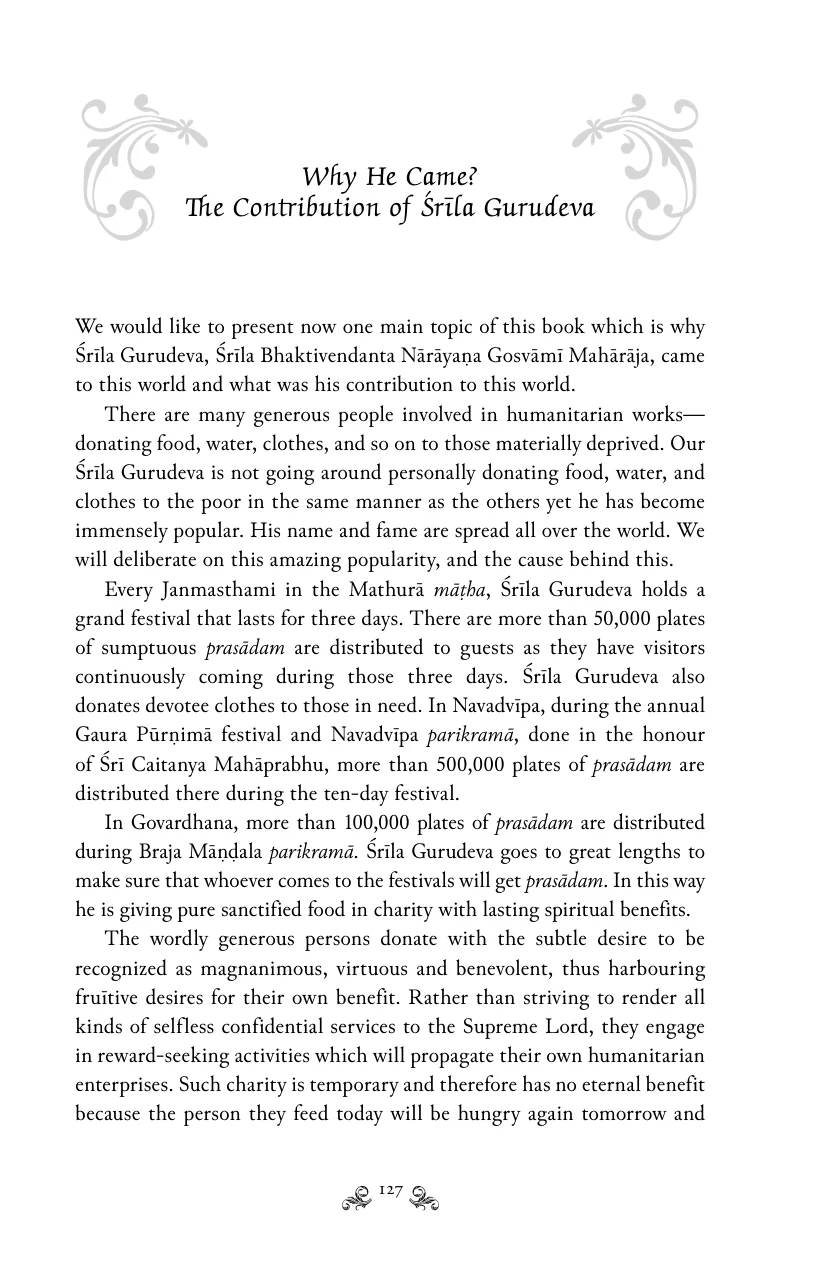 Why He Came?
The Contribution of Śrīla Gurudeva
We would like to present now one main topic of this book which is why
Śrīla Gurudeva, Śrīla Bhaktivendanta Nārāyaṇa Gosvāmī Mahārāja, came
to this world and what was his contribution to this world.
There are many generous people involved in humanitarian works—
donating food, water, clothes, and so on to those materially deprived. Our
Śrīla Gurudeva is not going around personally donating food, water, and
clothes to the poor in the same manner as the others yet he has become
immensely popular. His name and fame are spread all over the world. We
will deliberate on this amazing popularity, and the cause behind this.
Every Janmasthami in the Mathurā māṭha, Śrīla Gurudeva holds a
grand festival that lasts for three days. There are more than 50,000 plates
of sumptuous prasādam are distributed to guests as they have visitors
continuously coming during those three days. Śrīla Gurudeva also
donates devotee clothes to those in need. In Navadvīpa, during the annual
Gaura Pūrṇimā festival and Navadvīpa parikramā, done in the honour
of Śrī Caitanya Mahāprabhu, more than 500,000 plates of prasādam are
distributed there during the ten-day festival.
In Govardhana, more than 100,000 plates of prasādam are distributed
during Braja Māṇḍala parikramā. Śrīla Gurudeva goes to great lengths to
make sure that whoever comes to the festivals will get prasādam. In this way
he is giving pure sanctified food in charity with lasting spiritual benefits.
The wordly generous persons donate with the subtle desire to be
recognized as magnanimous, virtuous and benevolent, thus harbouring
fruītive desires for their own benefit. Rather than striving to render all
kinds of selfless confidential services to the Supreme Lord, they engage
in reward-seeking activities which will propagate their own humanitarian
enterprises. Such charity is temporary and therefore has no eternal benefit
because the person they feed today will be hungry again tomorrow and
127